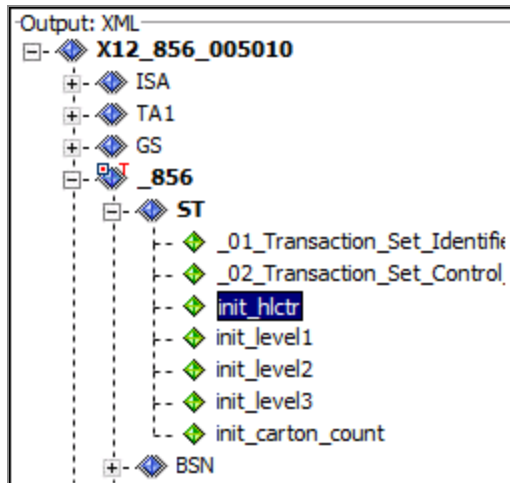 Output: XML
X12_856_005010
ISA
TA1
GS
_856
ST
_01_Transaction_Set_Identifie
_02_Transaction_Set_Control_
init_hlctr
init_level1
init_level2
init_level3
init_carton_count
BSN